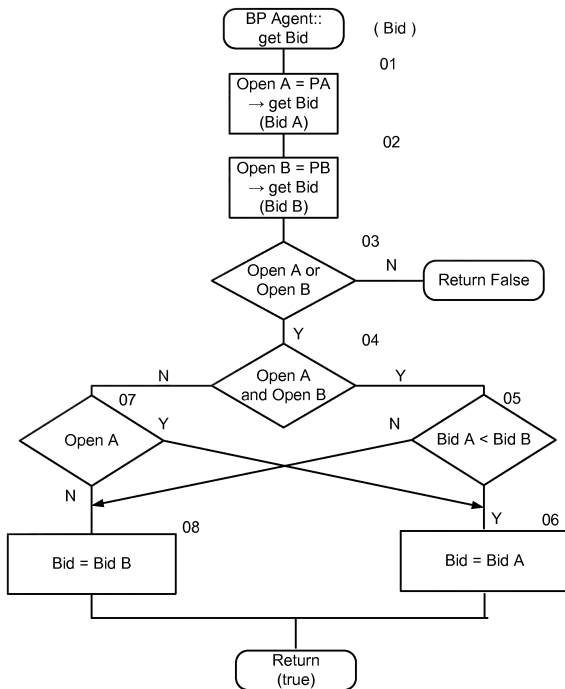 BP Agent::
get Bid
( Bid )
01
Open A = PA
→ get Bid
(Bid A)
02
Open B = PB
→ get Bid
(Bid B)
03
Open A or
Open B
N
Return False
Y
04
Open A
and Open B
N
Y
07
05
Open A
Y
N
Bid A < Bid B
N
Y
08
06
Bid = Bid B
Bid = Bid A
Return
(true)